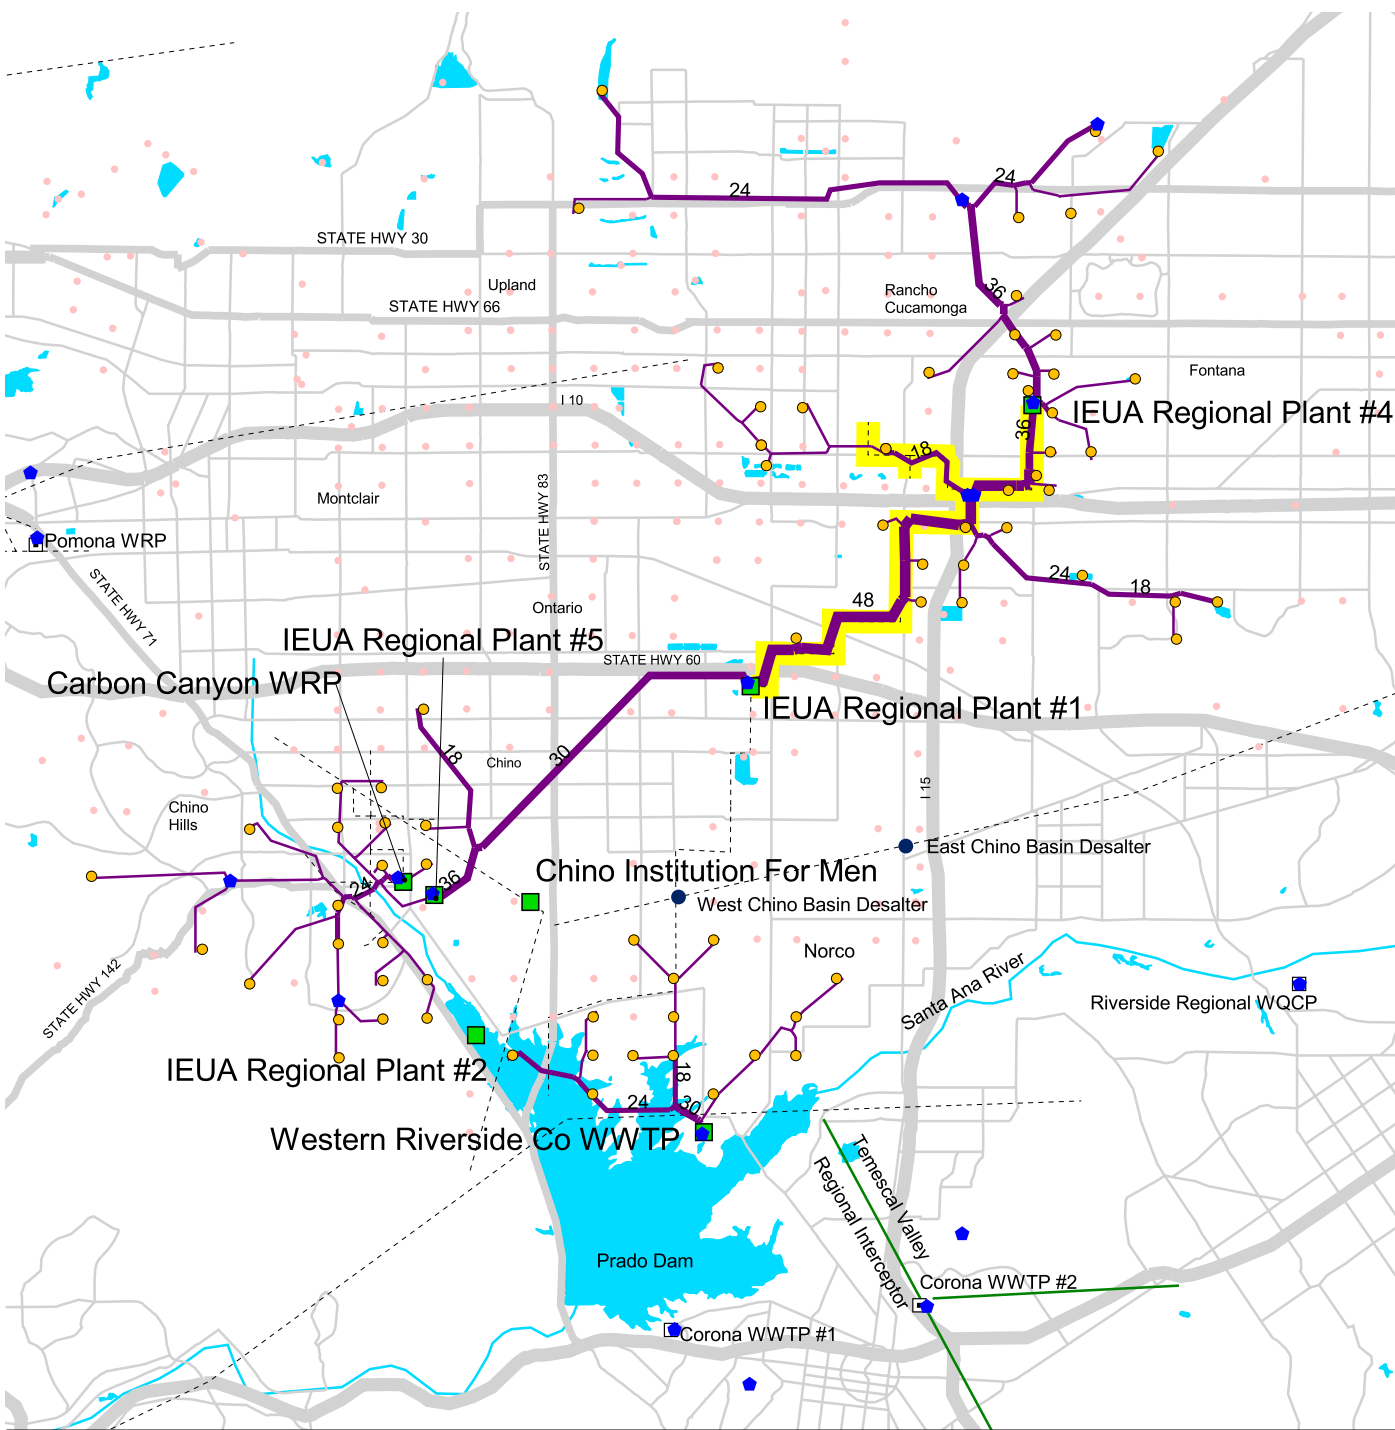 24
24
STATE HWY 30
Upland
Rancho
Cucamonga
36
STATE HWY 66
Fontana
I 10
IEUA Regional Plant #4
36
18
Montclair
STATE HWY 83
Pomona WRP
STATE HWY 71
24
18
Ontario
48
IEUA Regional Plant #5
STATE HWY 60
Carbon Canyon WRP
IEUA Regional Plant #1
18
Chino
30
I 15
Chino
Hills
East Chino Basin Desalter
Chino Institution For Men
36
24
West Chino Basin Desalter
Norco
STATE HWY 142
Santa Ana River
Riverside Regional WQCP
IEUA Regional Plant #2
18
24
30
Western Riverside Co WWTP
Temescal Valley
Regional Interceptor
Prado Dam
Corona WWTP #2
Corona WWTP #1